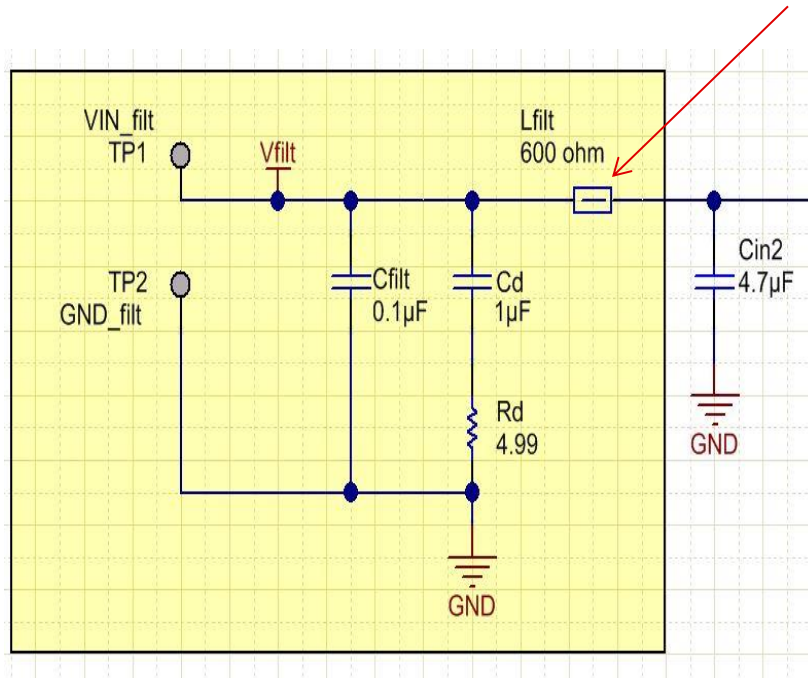 VIN_filt
TP1
Vfilt
Lfilt
600 ohm
TP2
GND_filt
Cfilt
0.1µF
Cd
1µF
Cin2
4.7µF
Rd
4.99
GND
GND